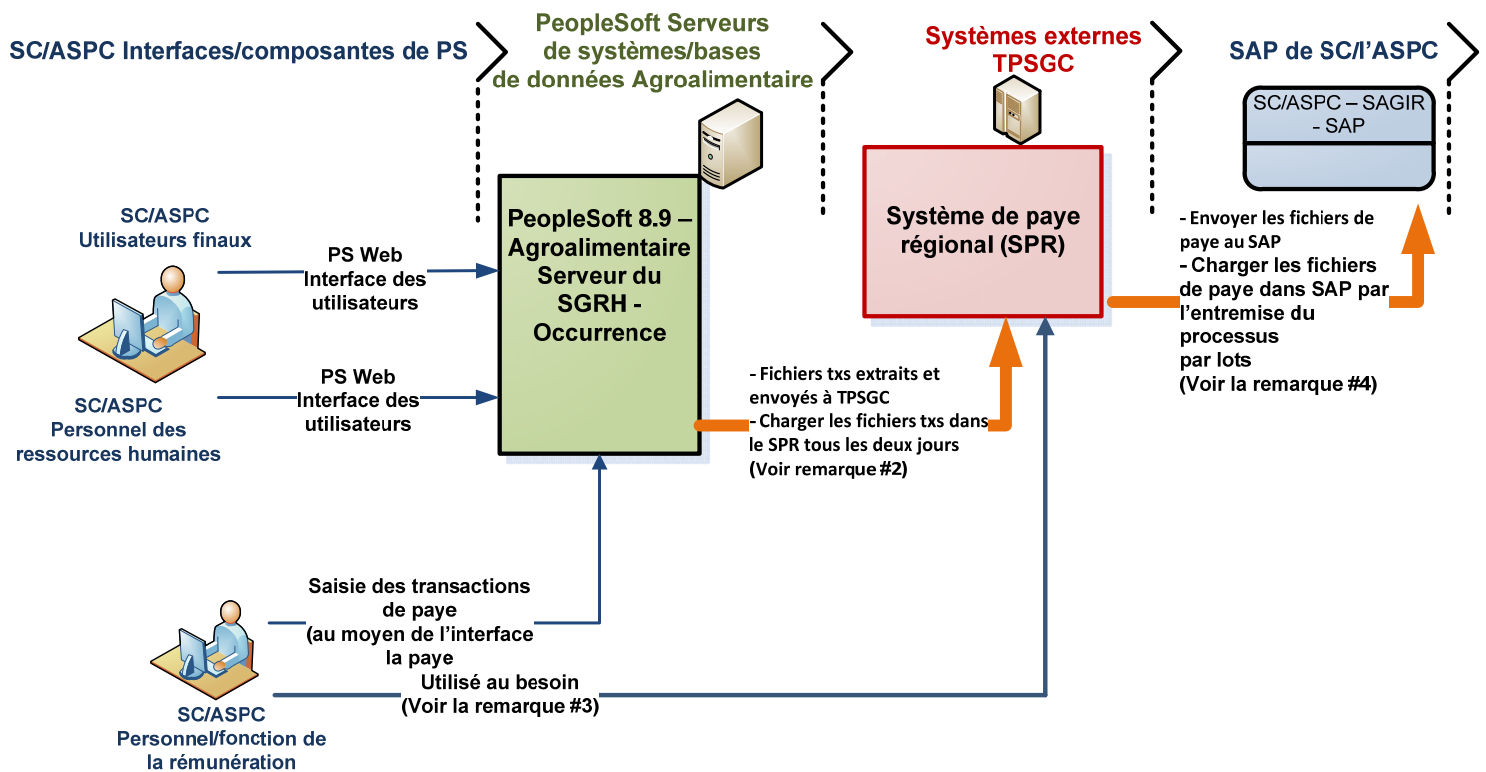 SC/ASPC Interfaces/composantes de PS
PeopleSoft Serveurs
de systèmes/bases
de données Agroalimentaire
Systèmes externes
TPSGC
SAP de SC/l’ASPC
SC/ASPC – SAGIR
- SAP
SC/ASPC
Utilisateurs finaux
PS Web
Interface des
utilisateurs
PeopleSoft 8.9 –
Agroalimentaire
Serveur du
SGRH -
Occurrence
Système de paye
régional (SPR)
- Envoyer les fichiers de
paye au SAP
- Charger les fichiers
de paye dans SAP par
l’entremise du
processus
par lots
(Voir la remarque #4)
PS Web
Interface des
utilisateurs
SC/ASPC
Personnel des
ressources humaines
- Fichiers txs extraits et
envoyés à TPSGC
- Charger les fichiers txs dans
le SPR tous les deux jours
(Voir remarque #2)
Saisie des transactions
de paye
(au moyen de l’interface
la paye
Utilisé au besoin
(Voir la remarque #3)
SC/ASPC
Personnel/fonction de
la rémunération